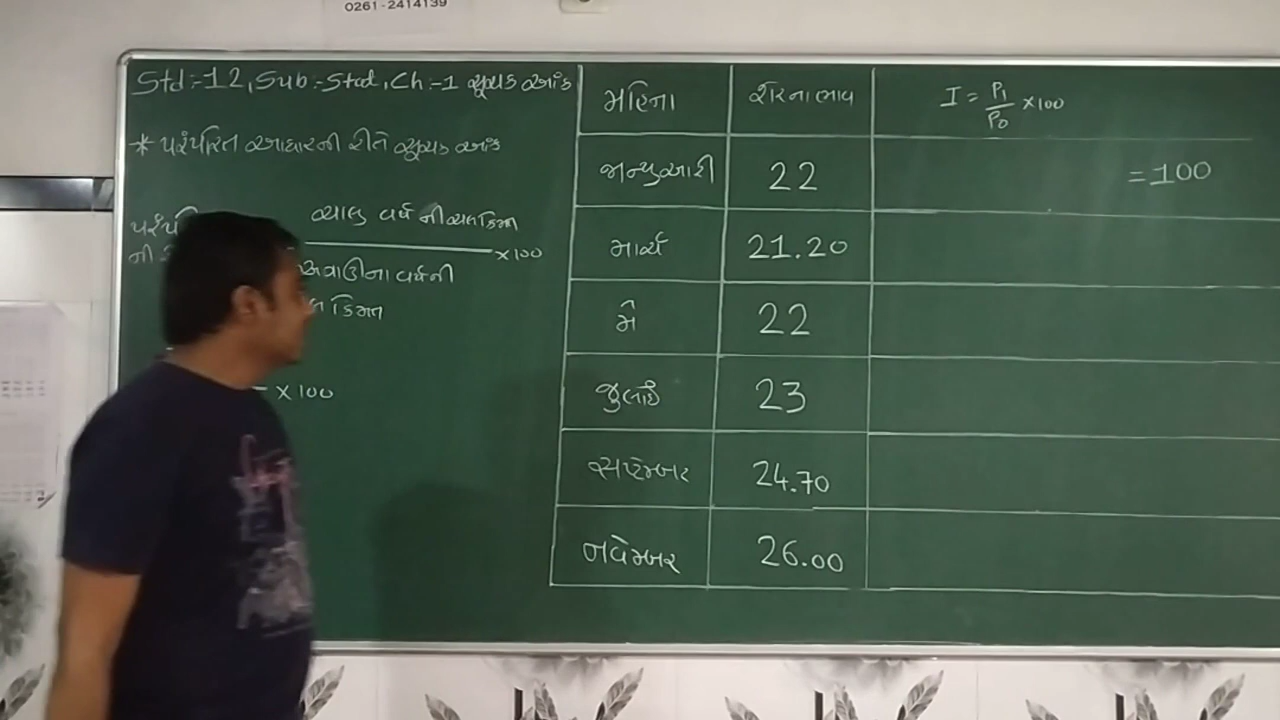 0261-2414139
Std:-12, Sub:-Stat, Ch:-1 સૂચક આંક
* પરંપરિત આધારની રીતે સૂચક આંક
ચાલુ વર્ષ ની ચલ કિંમત
ની
× 100
અગાઉના વર્ષની
કિંમત
× 100
મહિના શેરના ભાવ I = P₁/P₀ × 100
જાન્યુઆરી 22 = 100
માર્ચ 21.20
મે 22
જુલાઈ 23
સપ્ટેમ્બર 24.70
નવેમ્બર 26.00